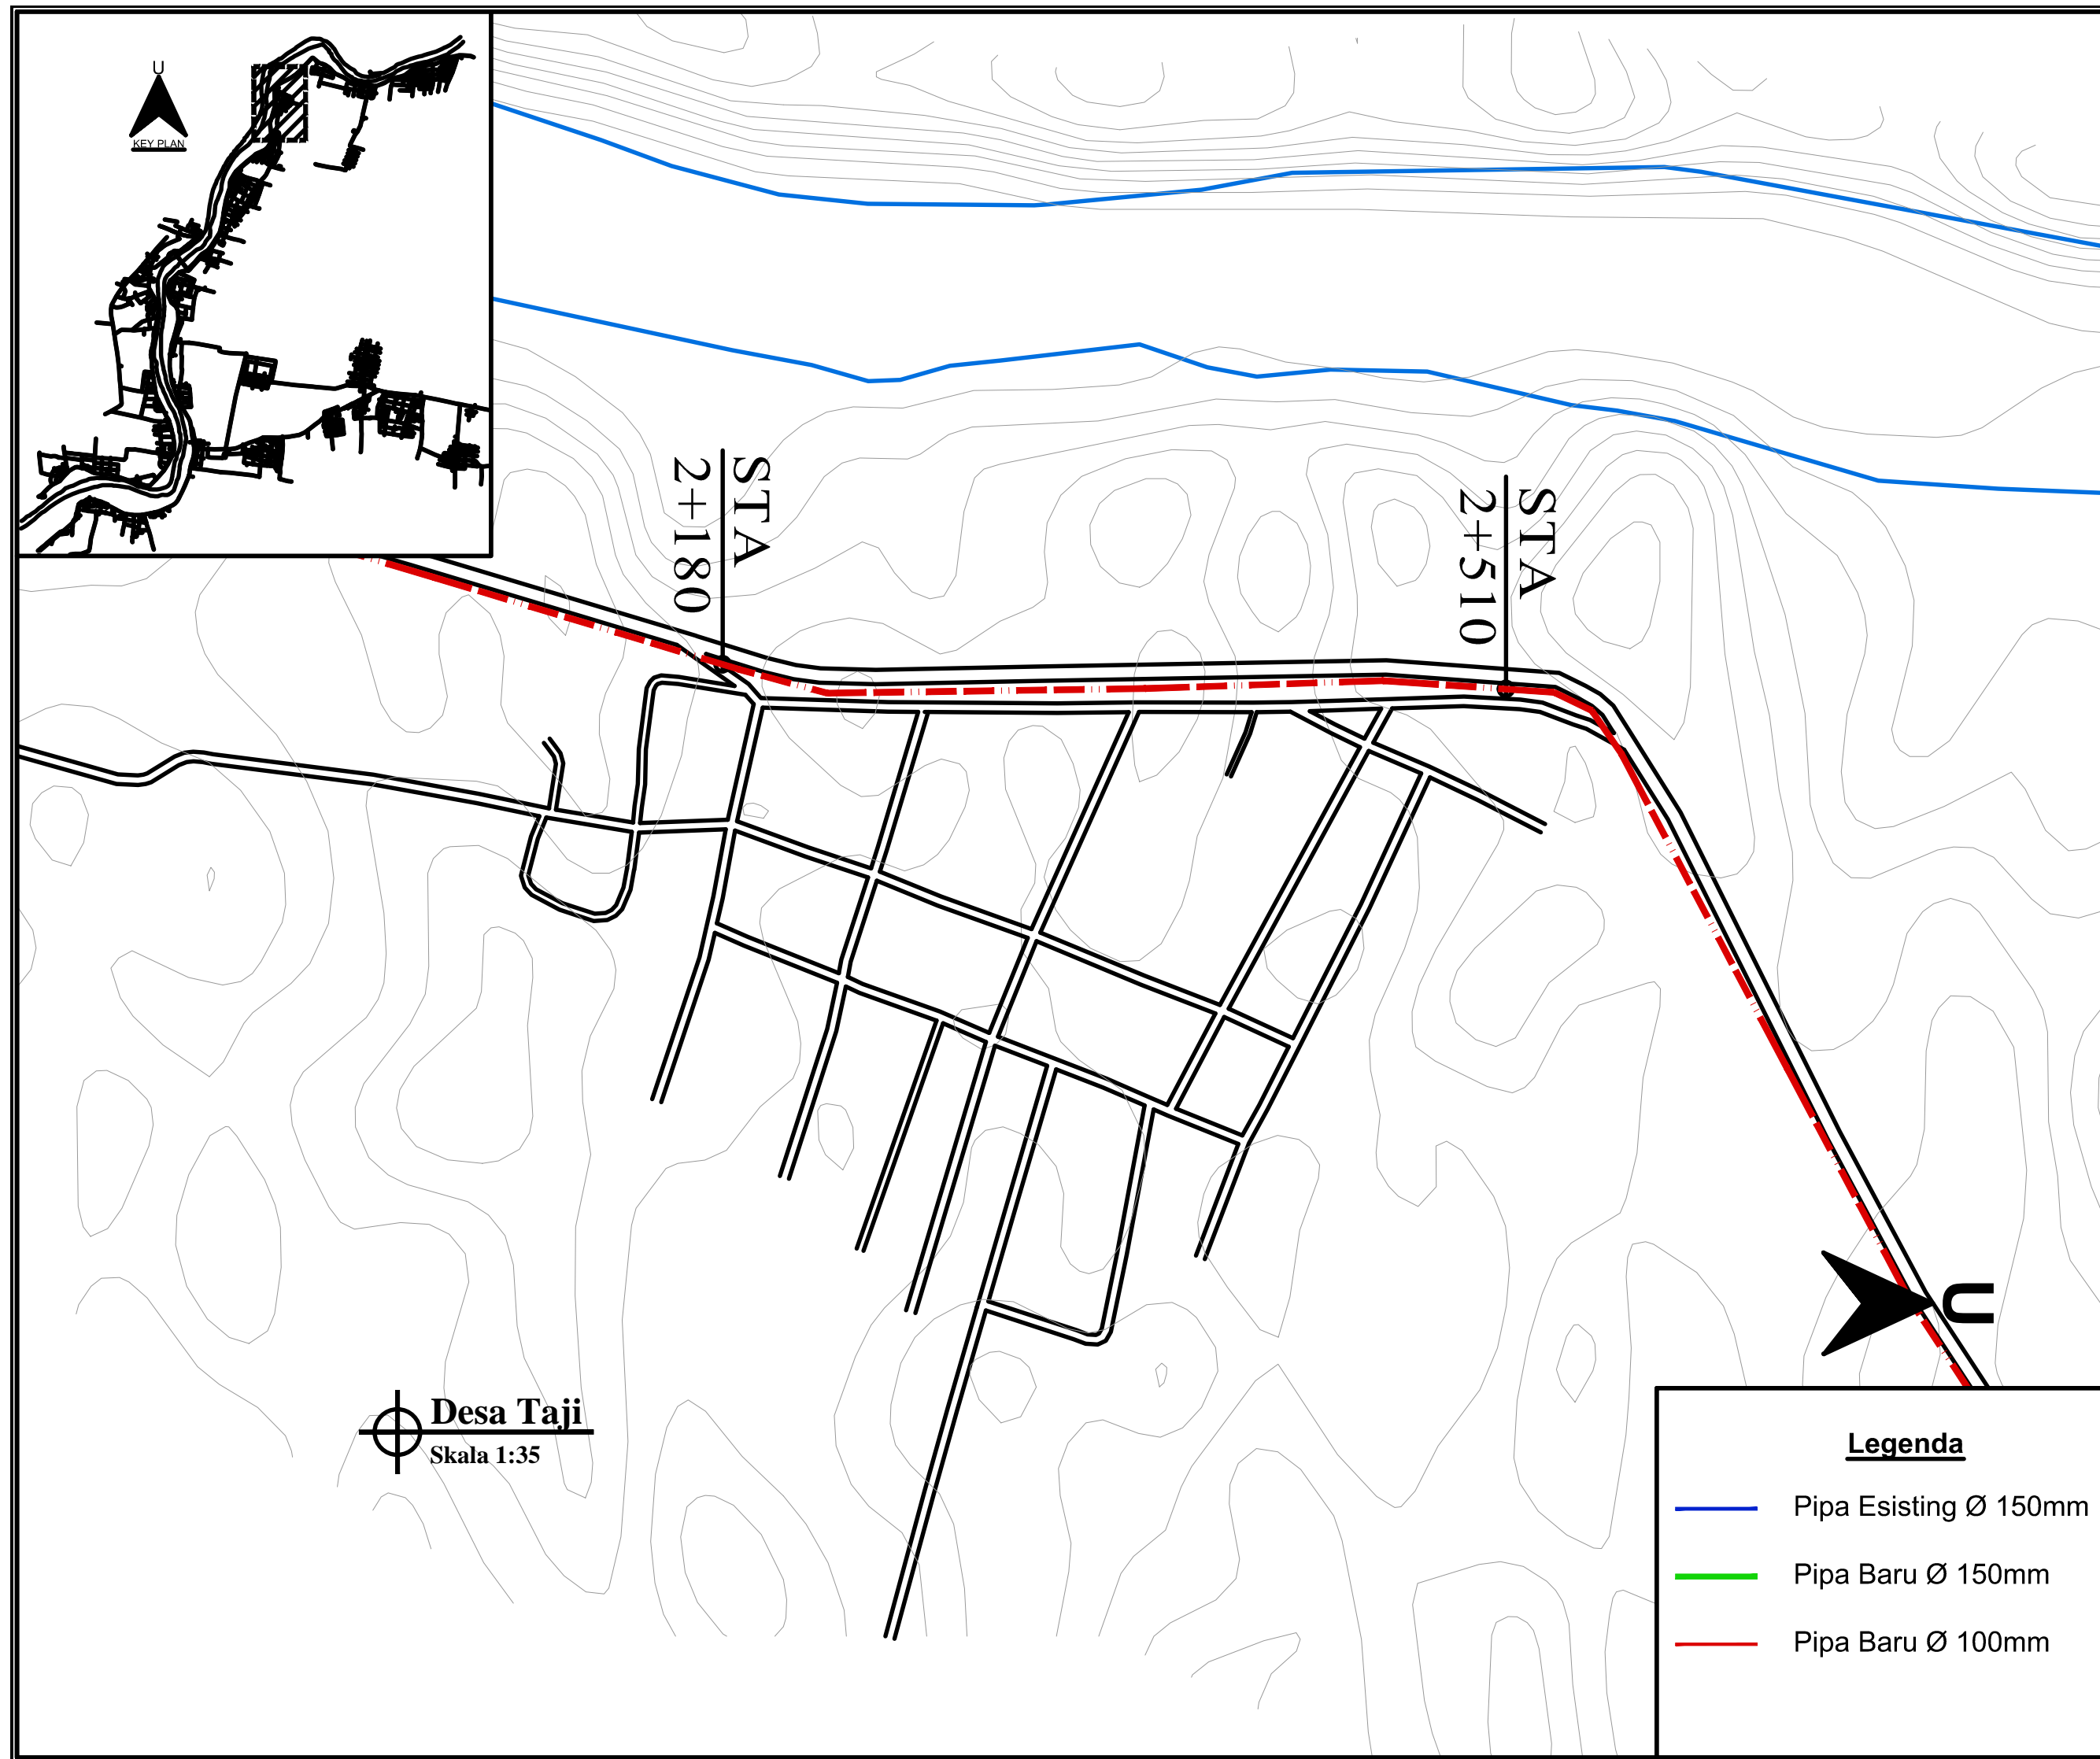 U
KEY PLAN
STA
2+180
STA
2+510
U
Desa Taji
Skala 1:35
Legenda
Pipa Esisting Ø 150mm
Pipa Baru Ø 150mm
Pipa Baru Ø 100mm